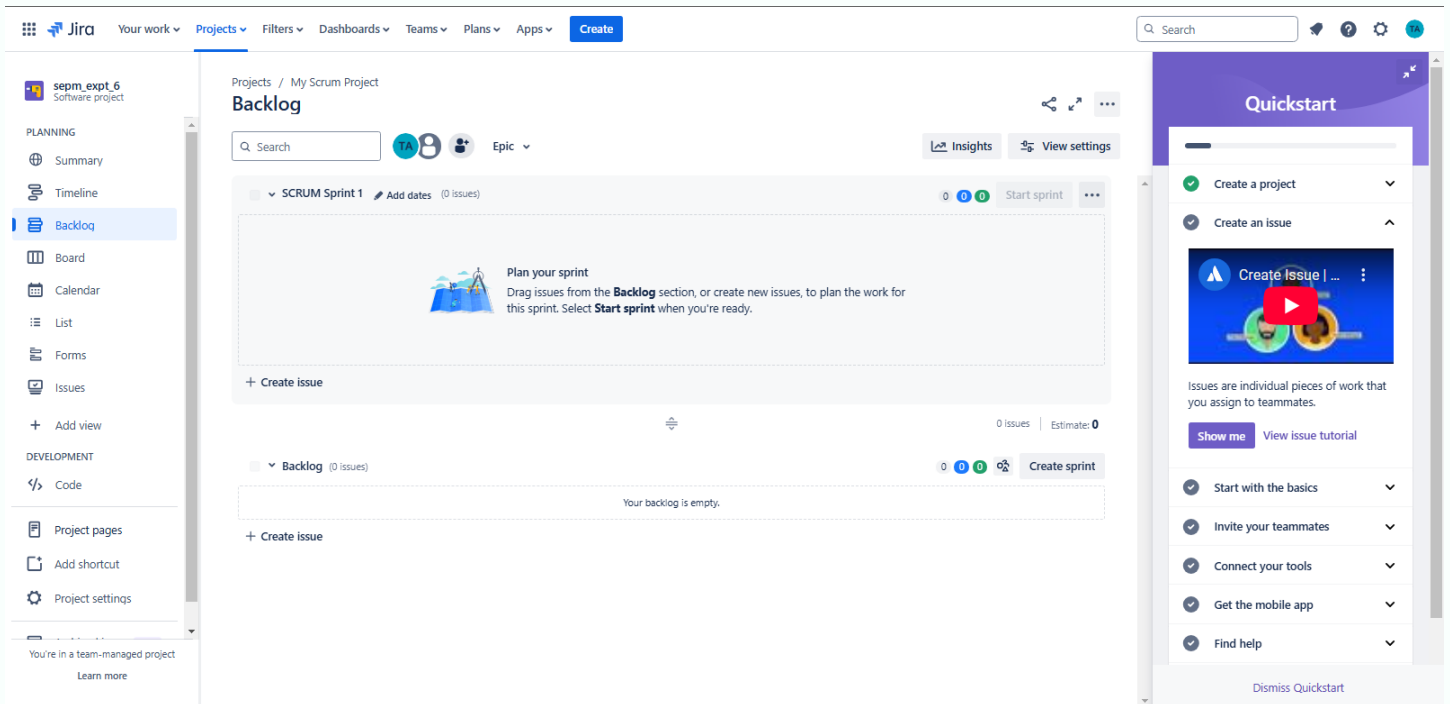 Jira
Your work
Projects
Filters
Dashboards
Teams
Plans
Apps
Create
Search
TA
sepm_expt_6
Software project
PLANNING
Summary
Timeline
Backlog
Board
Calendar
List
Forms
Issues
Add view
DEVELOPMENT
Code
Project pages
Add shortcut
Project settings
You're in a team-managed project
Learn more
Projects / My Scrum Project
Backlog
Search
TA
Epic
Insights
View settings
SCRUM Sprint 1
Add dates
(0 issues)
0 0 0
Start sprint
Plan your sprint
Drag issues from the Backlog section, or create new issues, to plan the work for
this sprint. Select Start sprint when you're ready.
+ Create issue
0 issues
Estimate: 0
Backlog (0 issues)
0 0 0
Create sprint
Your backlog is empty.
+ Create issue
Quickstart
Create a project
Create an issue
Create Issue | ...
Issues are individual pieces of work that
you assign to teammates.
Show me
View issue tutorial
Start with the basics
Invite your teammates
Connect your tools
Get the mobile app
Find help
Dismiss Quickstart